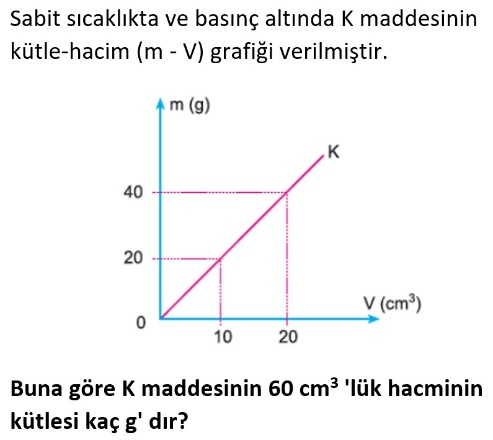 Sabit sıcaklıkta ve basınç altında K maddesinin
kütle-hacim (m - V) grafiği verilmiştir.
m (g)
K
40
20
V (cm³)
0
10
20
Buna göre K maddesinin 60 cm³ 'lük hacminin
kütlesi kaç g' dır?